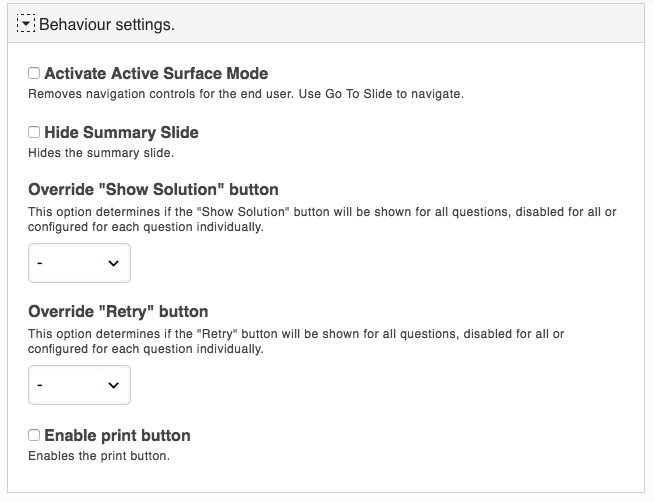 Behaviour settings.
Activate Active Surface Mode
Removes navigation controls for the end user. Use Go To Slide to navigate.
Hide Summary Slide
Hides the summary slide.
Override "Show Solution" button
This option determines if the "Show Solution" button will be shown for all questions, disabled for all or
configured for each question individually.
-
Override "Retry" button
This option determines if the "Retry" button will be shown for all questions, disabled for all or
configured for each question individually.
-
Enable print button
Enables the print button.